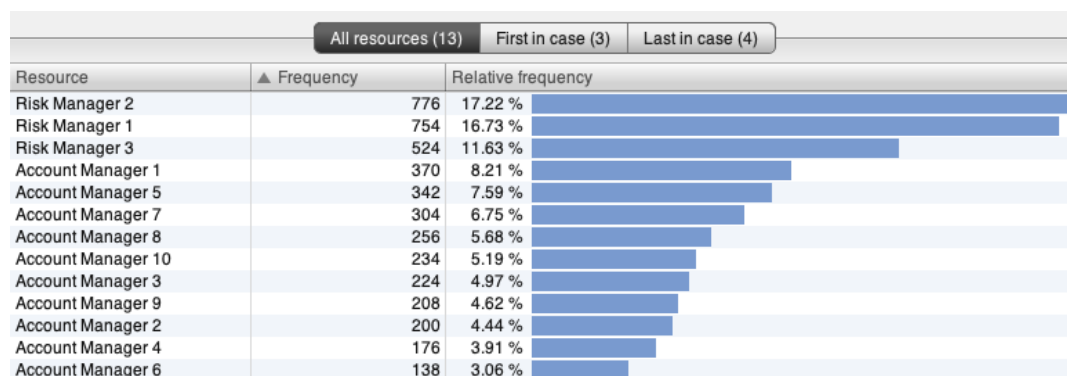 All resources (13) First in case (3) Last in case (4)
Resource Frequency Relative frequency
Risk Manager 2 776 17.22 %
Risk Manager 1 754 16.73 %
Risk Manager 3 524 11.63 %
Account Manager 1 370 8.21 %
Account Manager 5 342 7.59 %
Account Manager 7 304 6.75 %
Account Manager 8 256 5.68 %
Account Manager 10 234 5.19 %
Account Manager 3 224 4.97 %
Account Manager 9 208 4.62 %
Account Manager 2 200 4.44 %
Account Manager 4 176 3.91 %
Account Manager 6 138 3.06 %